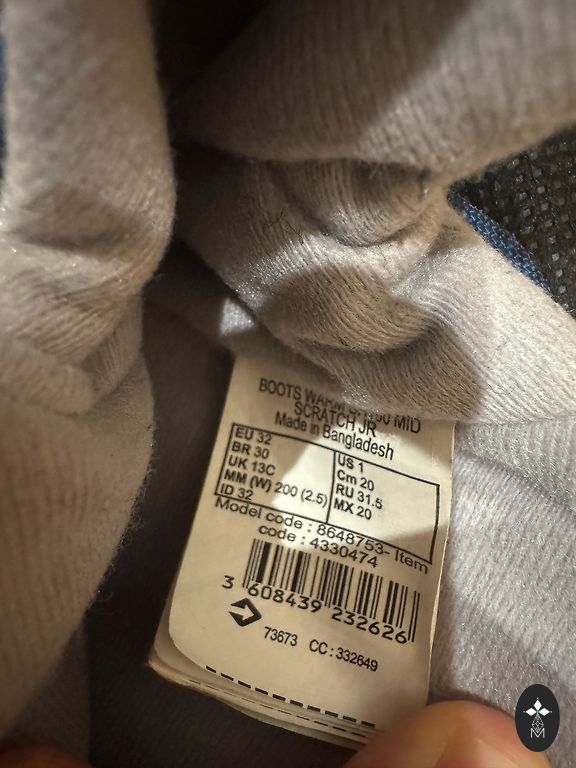 BOOTS WARM MID
SCRATCH JR
Made in Bangladesh
EU 32
BR 30
UK 13C
MM (W) 200 (2.5)
ID 32
US 1
Cm 20
RU 31.5
MX 20
Model code : 8648753- Item
code : 4330474
3 608439 232626
73673 CC : 332649
M